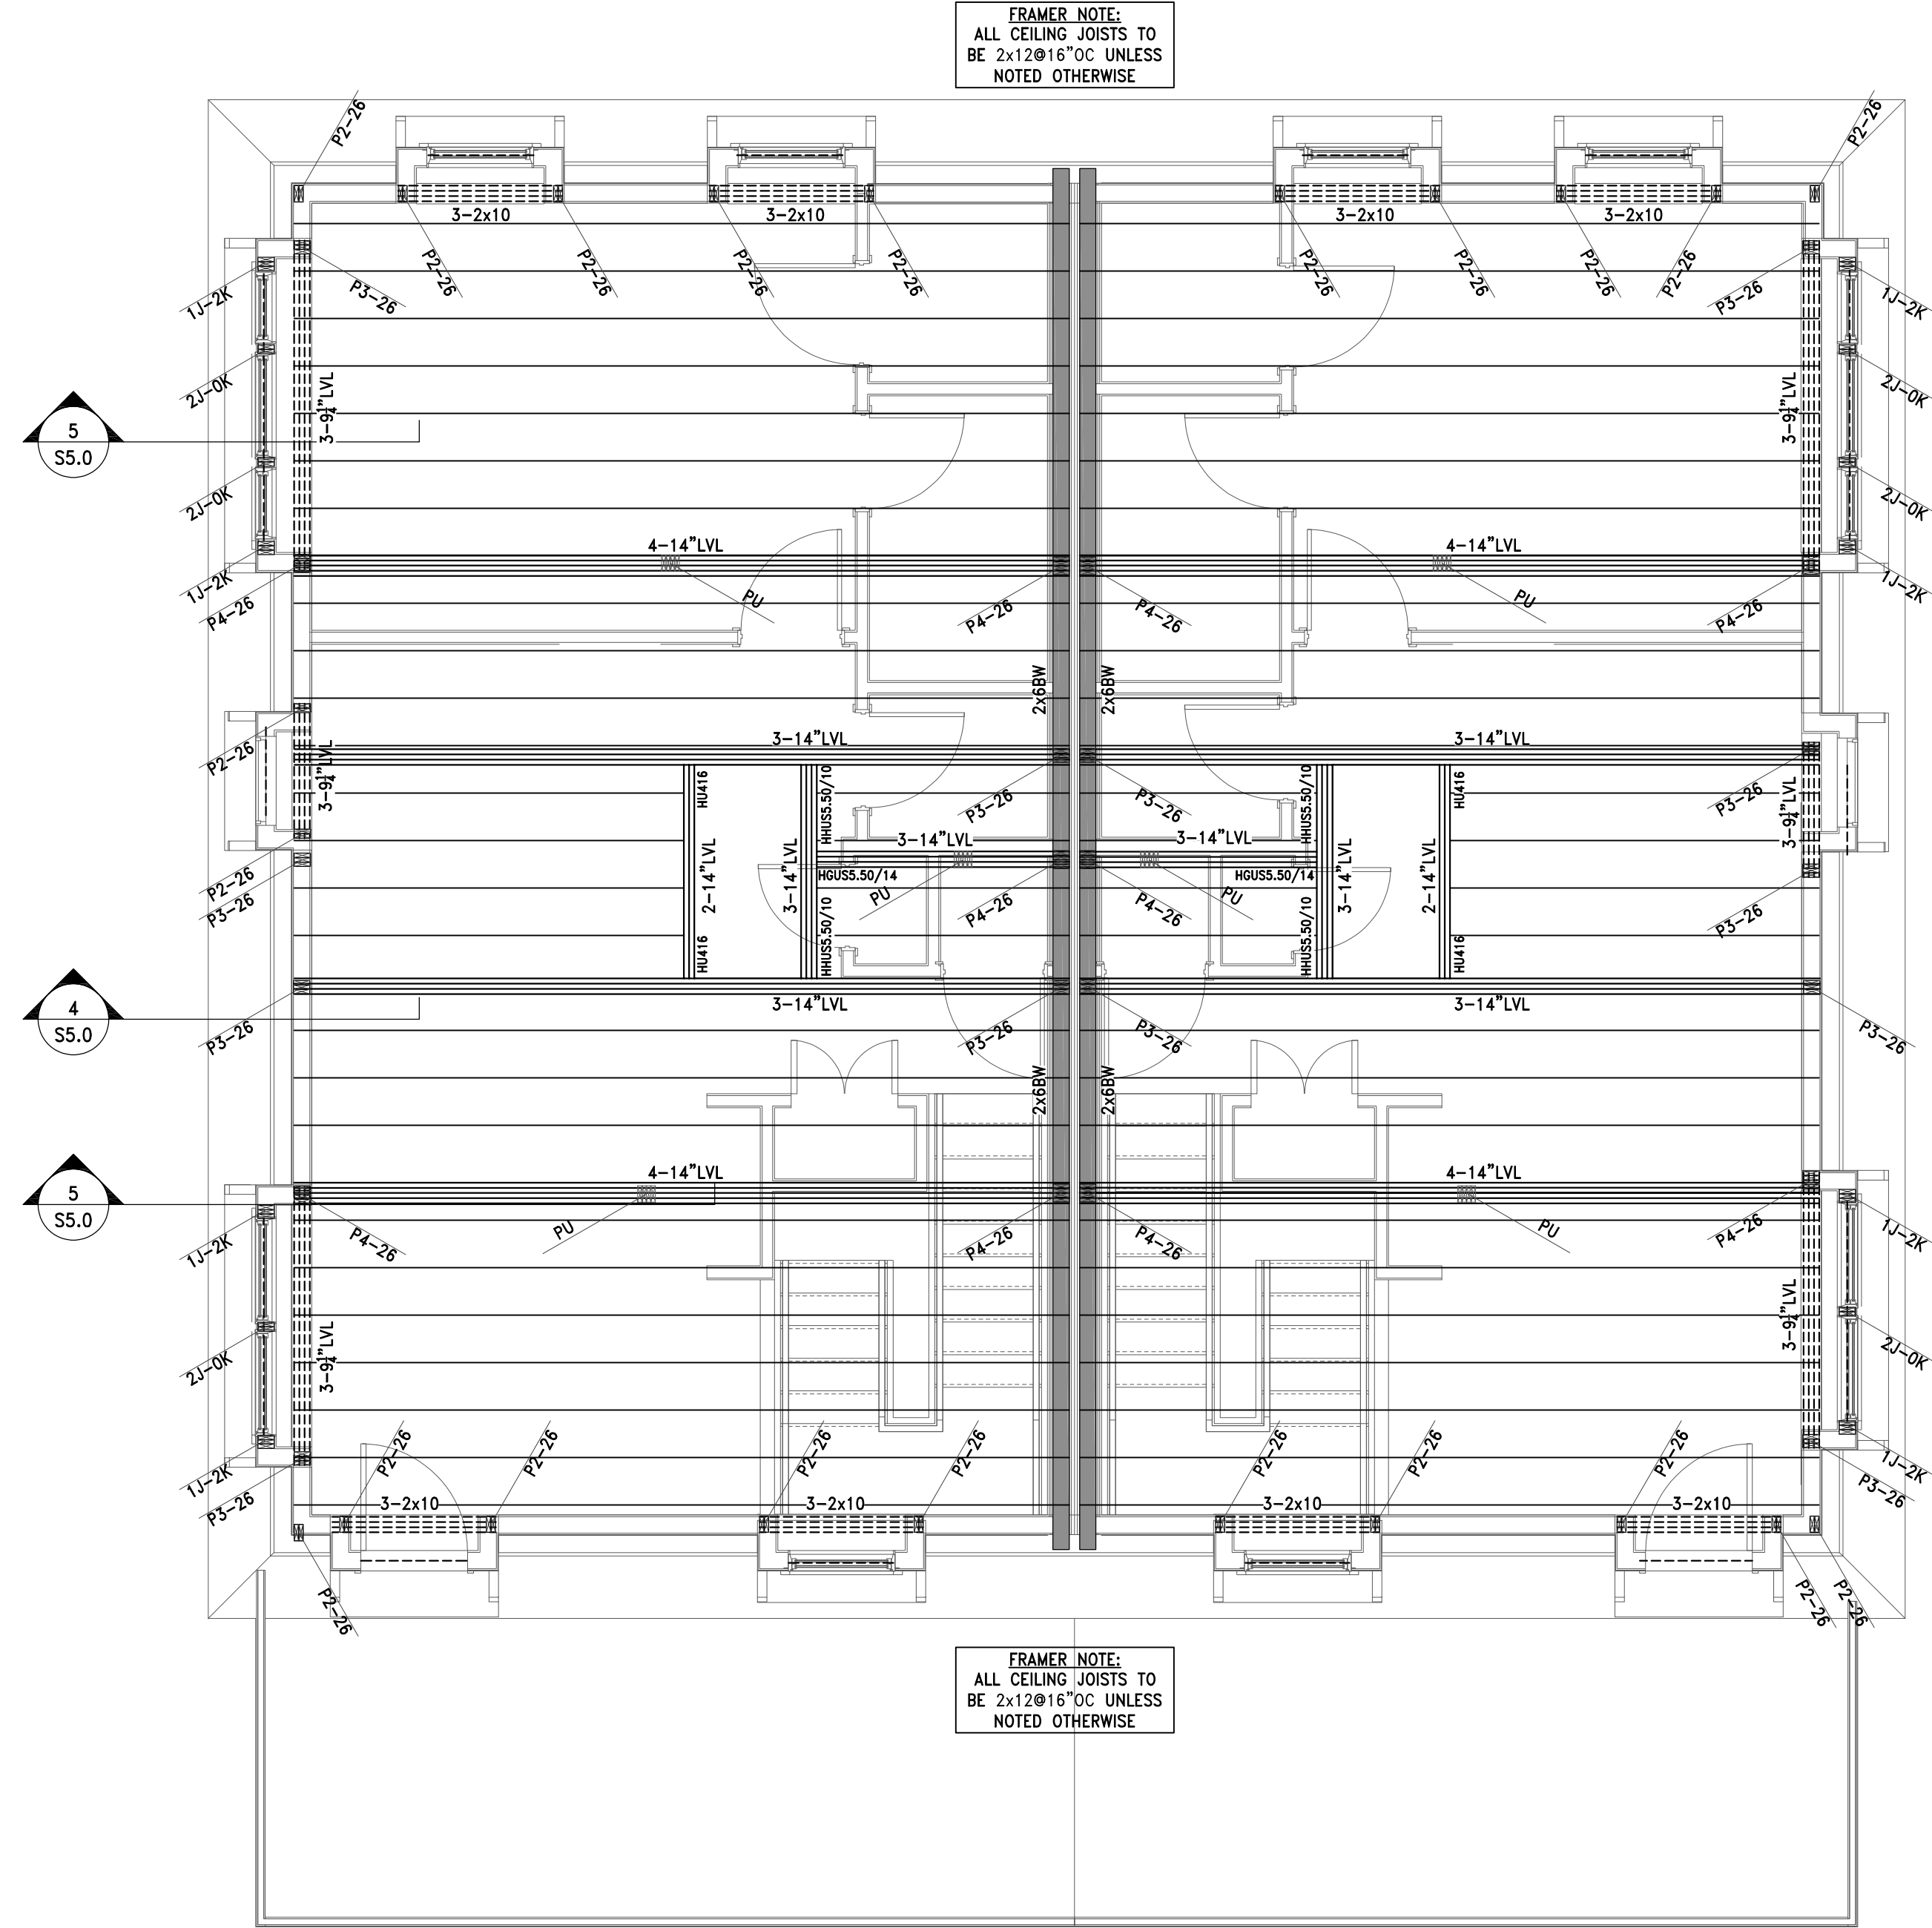 FRAMER NOTE:
ALL CEILING JOISTS TO
BE 2x12@16"OC UNLESS
NOTED OTHERWISE
P2-26
P2-26
3-2x10
3-2x10
3-2x10
3-2x10
P2-26
P2-26
P2-26
P2-26
P2-26
P2-26
P2-26
P2-26
1J-2K
P3-26
P3-26
1J-2K
2J-0K
2J-0K
3-9¼"LVL
3-9¼"LVL
5
S5.0
2J-0K
2J-0K
4-14"LVL
4-14"LVL
1J-2K
P4-26
PU
P4-26
P4-26
PU
P4-26
1J-2K
2x6BW
2x6BW
P2-26
3-14"LVL
3-14"LVL
3-9¼"LVL
HU416
HHUS5.50/10
P3-26
P3-26
HHUS5.50/10
HU416
P3-26
3-9¼"LVL
3-14"LVL
3-14"LVL
P2-26
P3-26
2-14"LVL
3-14"LVL
HGUS5.50/14
HGUS5.50/14
3-14"LVL
2-14"LVL
PU
P4-26
P4-26
PU
P3-26
HU416
HHUS5.50/10
HHUS5.50/10
HU416
4
S5.0
3-14"LVL
3-14"LVL
P3-26
P3-26
P3-26
P3-26
2x6BW
2x6BW
4-14"LVL
4-14"LVL
5
S5.0
1J-2K
P4-26
PU
P4-26
P4-26
PU
P4-26
1J-2K
2J-0K
3-9¼"LVL
3-9¼"LVL
2J-0K
1J-2K
P3-26
P2-26
P2-26
P2-26
P2-26
P2-26
P2-26
P2-26
1J-2K
P3-26
3-2x10
3-2x10
3-2x10
3-2x10
P2-26
P2-26
P2-26
FRAMER NOTE:
ALL CEILING JOISTS TO
BE 2x12@16"OC UNLESS
NOTED OTHERWISE